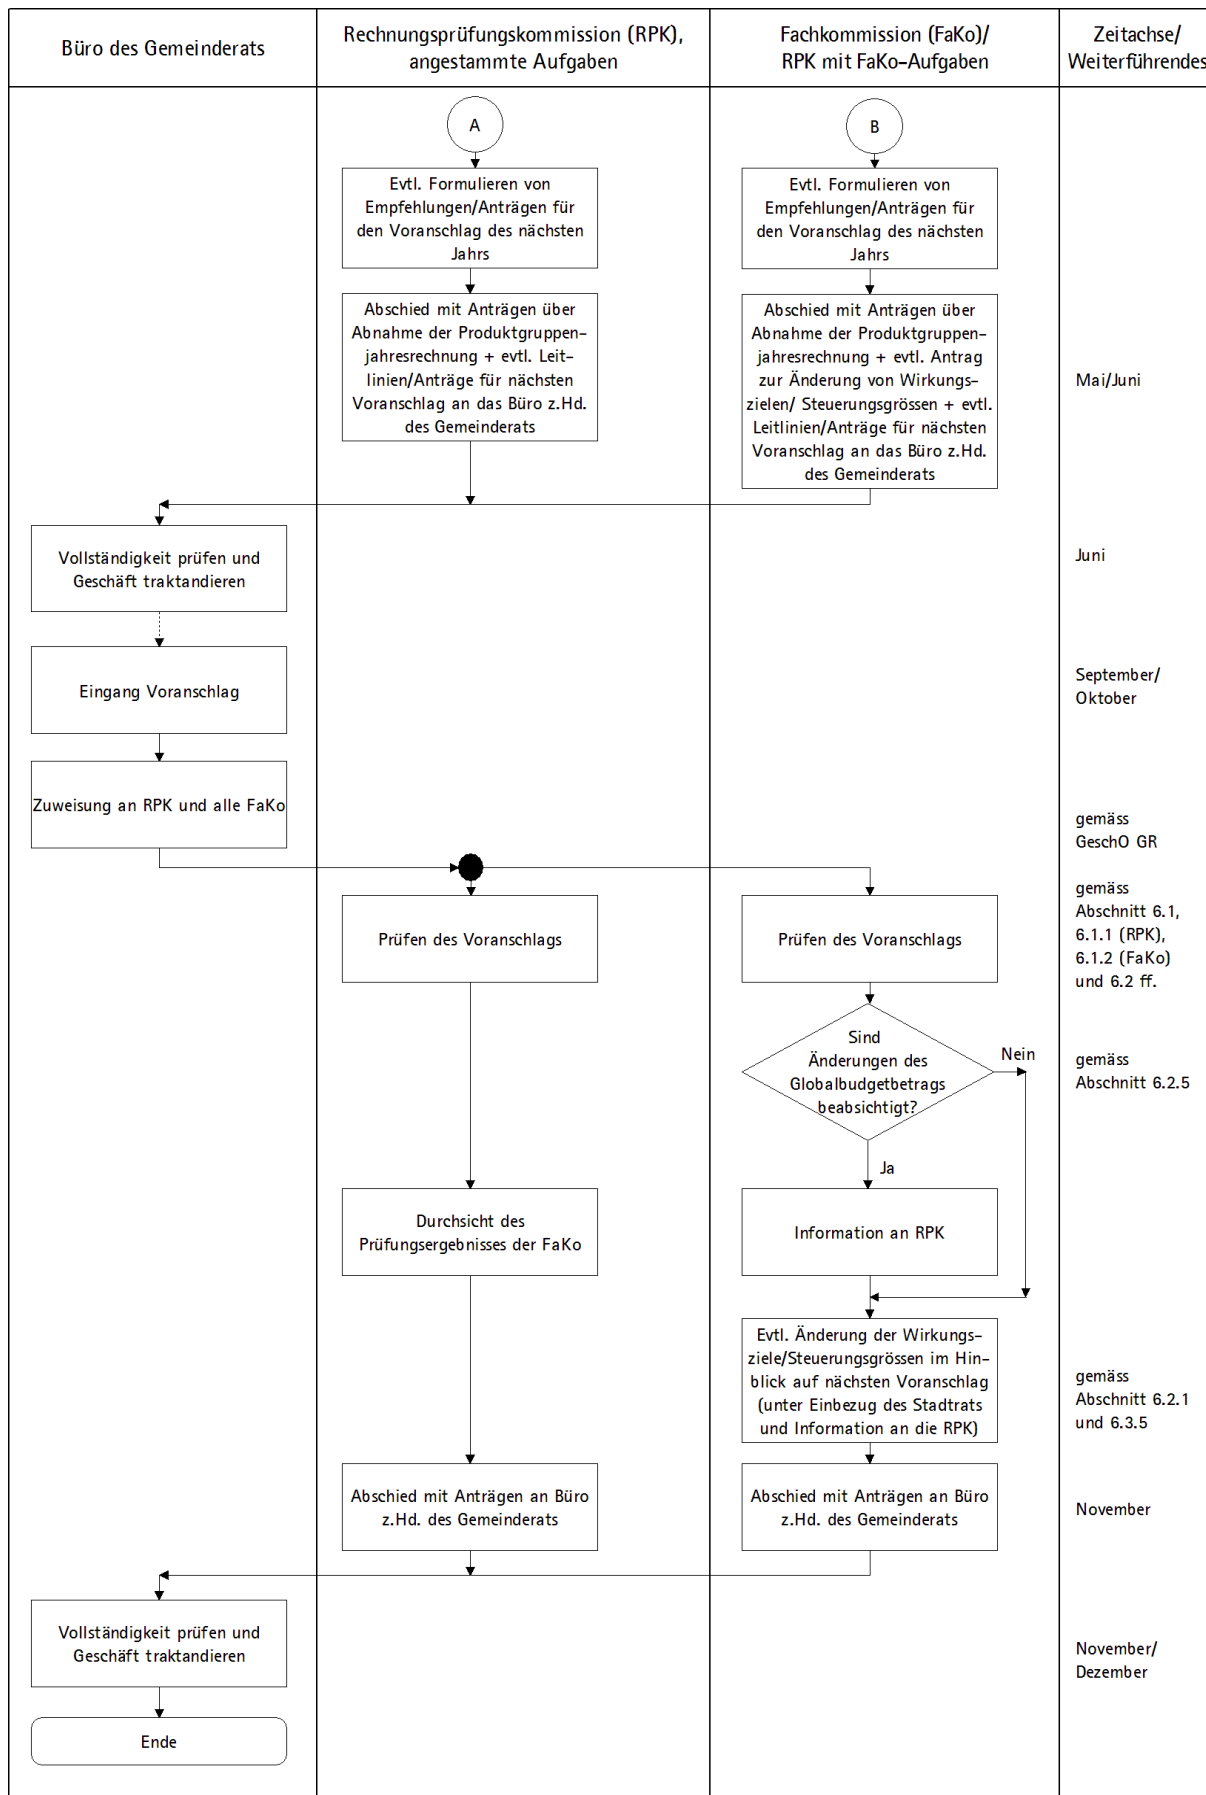 Büro des Gemeinderats
Rechnungsprüfungskommission (RPK),
angestammte Aufgaben
Fachkommission (FaKo)/
RPK mit FaKo-Aufgaben
Zeitachse/
Weiterführendes
A
B
Evtl. Formulieren von
Empfehlungen/Anträgen für
den Voranschlag des nächsten
Jahrs
Evtl. Formulieren von
Empfehlungen/Anträgen für
den Voranschlag des nächsten
Jahrs
Abschied mit Anträgen über
Abnahme der Produktgruppen-
jahresrechnung + evtl. Leit-
linien/Anträge für nächsten
Voranschlag an das Büro z.Hd.
des Gemeinderats
Abschied mit Anträgen über
Abnahme der Produktgruppen-
jahresrechnung + evtl. Antrag
zur Änderung von Wirkungs-
zielen/ Steuerungsgrössen + evtl.
Leitlinien/Anträge für nächsten
Voranschlag an das Büro z.Hd.
des Gemeinderats
Mai/Juni
Vollständigkeit prüfen und
Geschäft traktandieren
Juni
Eingang Voranschlag
September/
Oktober
Zuweisung an RPK und alle FaKo
gemäss
GeschO GR
Prüfen des Voranschlags
Prüfen des Voranschlags
gemäss
Abschnitt 6.1,
6.1.1 (RPK),
6.1.2 (FaKo)
und 6.2 ff.
Sind
Änderungen des
Globalbudgetbetrags
beabsichtigt?
Nein
Ja
gemäss
Abschnitt 6.2.5
Durchsicht des
Prüfungsergebnisses der FaKo
Information an RPK
Evtl. Änderung der Wirkungs-
ziele/Steuerungsgrössen im Hin-
blick auf nächsten Voranschlag
(unter Einbezug des Stadtrats
und Information an die RPK)
gemäss
Abschnitt 6.2.1
und 6.3.5
Abschied mit Anträgen an Büro
z.Hd. des Gemeinderats
Abschied mit Anträgen an Büro
z.Hd. des Gemeinderats
November
Vollständigkeit prüfen und
Geschäft traktandieren
November/
Dezember
Ende